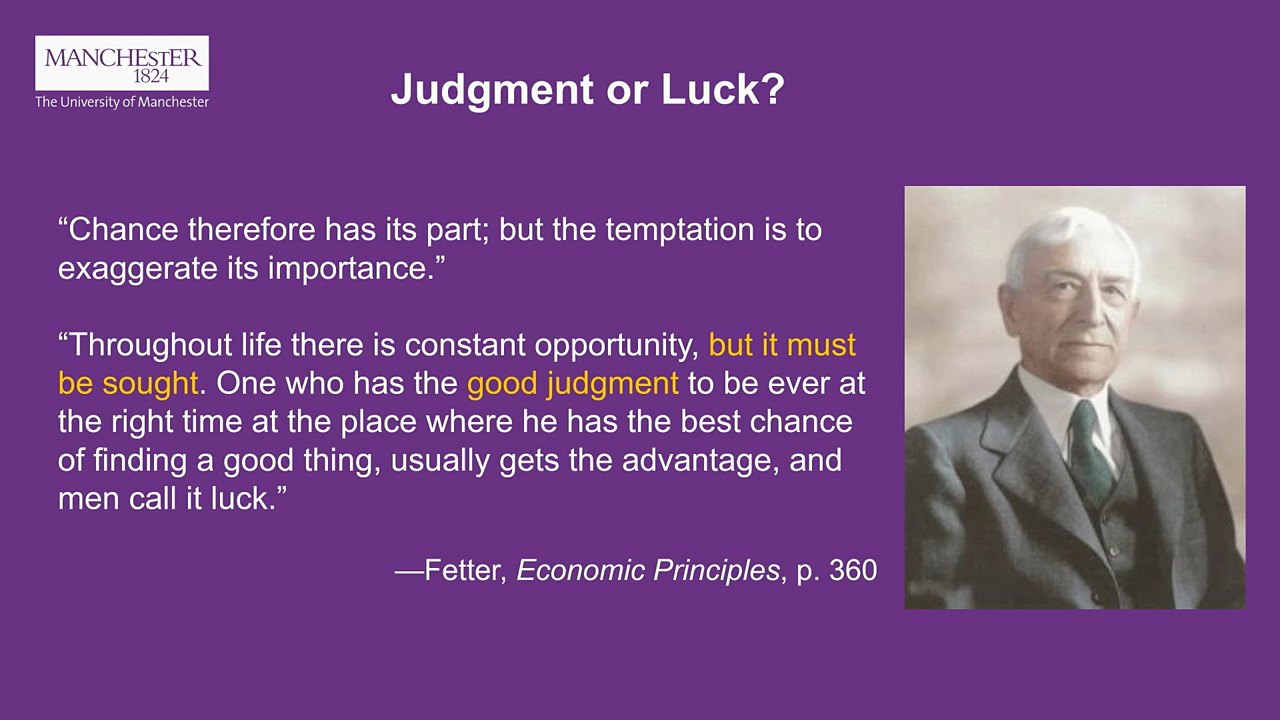 MANCHESTER
1824
The University of Manchester
Judgment or Luck?
“Chance therefore has its part; but the temptation is to
exaggerate its importance.”
“Throughout life there is constant opportunity, but it must
be sought. One who has the good judgment to be ever at
the right time at the place where he has the best chance
of finding a good thing, usually gets the advantage, and
men call it luck.”
—Fetter, Economic Principles, p. 360